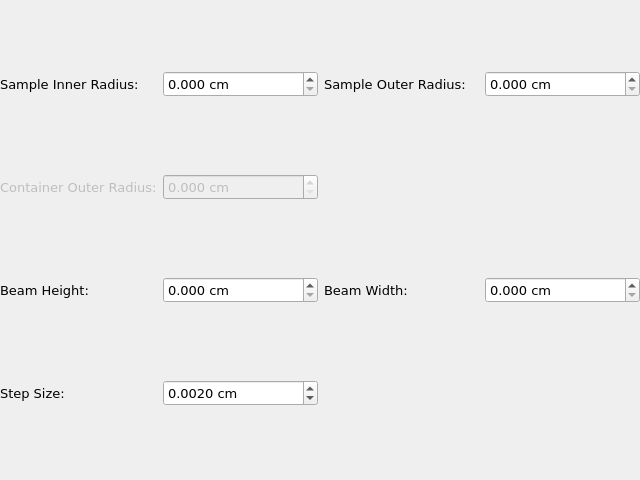 Sample Inner Radius: 0.000 cm Sample Outer Radius: 0.000 cm
Container Outer Radius: 0.000 cm
Beam Height: 0.000 cm Beam Width: 0.000 cm
Step Size: 0.0020 cm